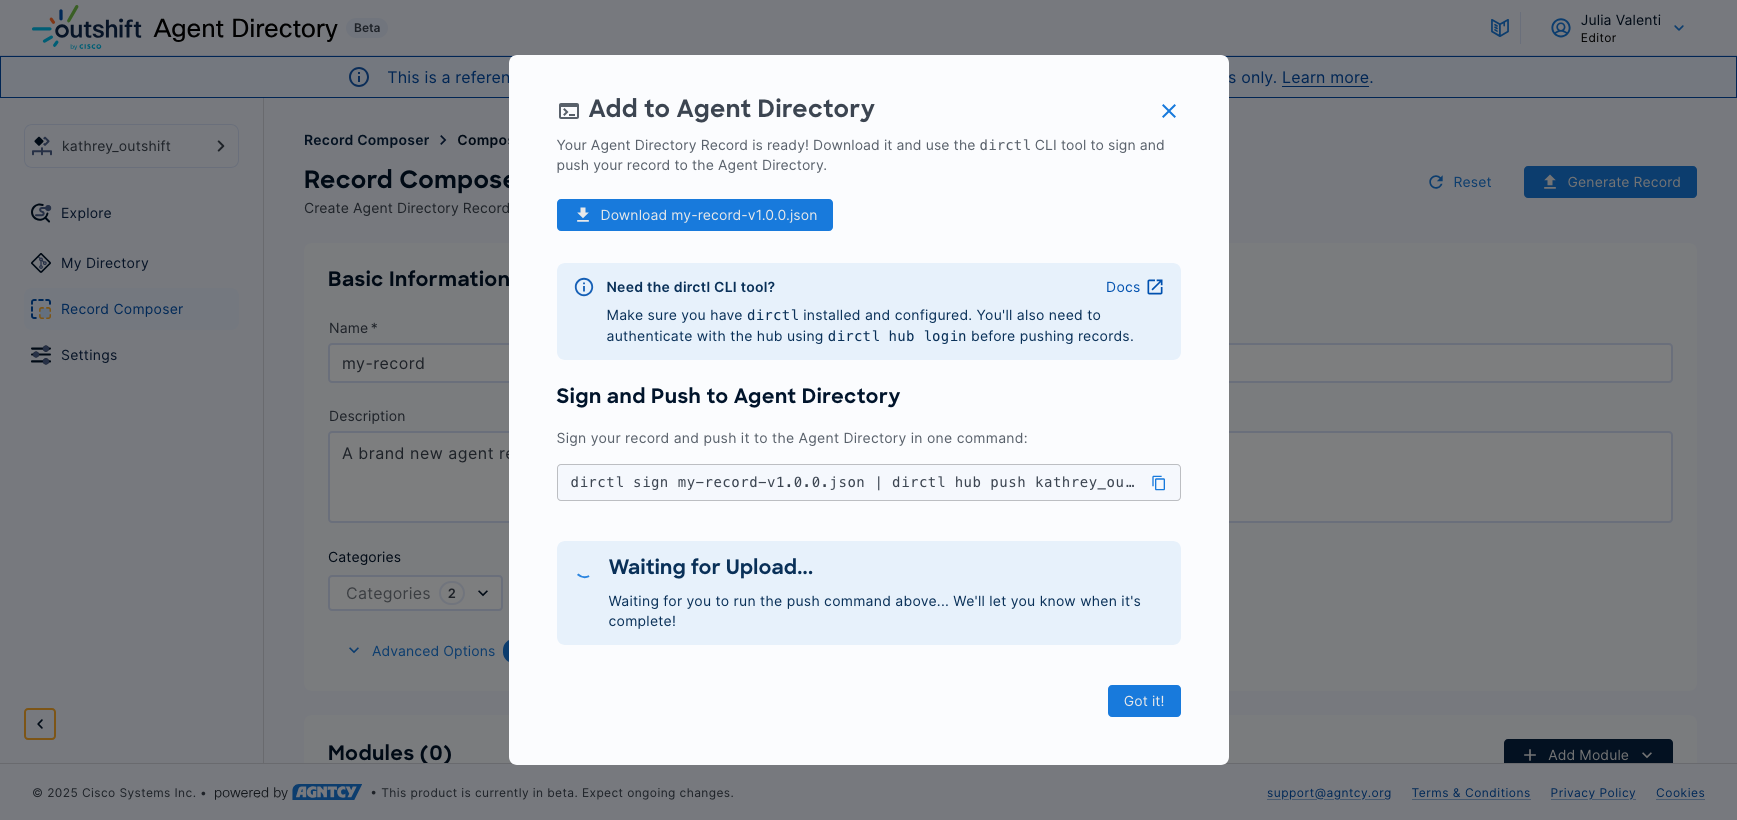 outshift
by CISCO
Agent Directory
Beta
Julia Valenti
Editor
This is a referen
s only. Learn more.
kathrey_outshift
Explore
My Directory
Record Composer
Settings
Record Composer > Compo
Record Compose
Create Agent Directory Record
Reset
Generate Record
Basic Information
Name *
my-record
Description
A brand new agent re
Categories
Categories 2
Advanced Options
Modules (0)
Add Module
Add to Agent Directory
Your Agent Directory Record is ready! Download it and use the dirctl CLI tool to sign and
push your record to the Agent Directory.
Download my-record-v1.0.0.json
Need the dirctl CLI tool?
Docs
Make sure you have dirctl installed and configured. You'll also need to
authenticate with the hub using dirctl hub login before pushing records.
Sign and Push to Agent Directory
Sign your record and push it to the Agent Directory in one command:
dirctl sign my-record-v1.0.0.json | dirctl hub push kathrey_ou…
Waiting for Upload...
Waiting for you to run the push command above... We'll let you know when it's
complete!
Got it!
© 2025 Cisco Systems Inc. • powered by AGNTCY • This product is currently in beta. Expect ongoing changes.
support@agntcy.org
Terms & Conditions
Privacy Policy
Cookies